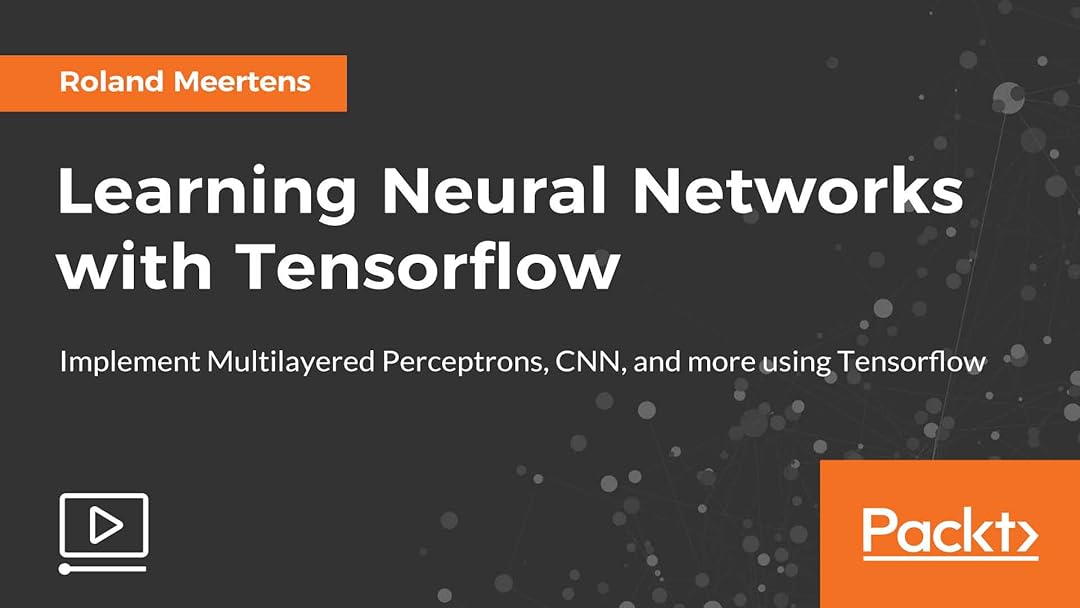 Roland Meertens
Learning Neural Networks
with Tensorflow
Implement Multilayered Perceptrons, CNN, and more using Tensorflow
Packt